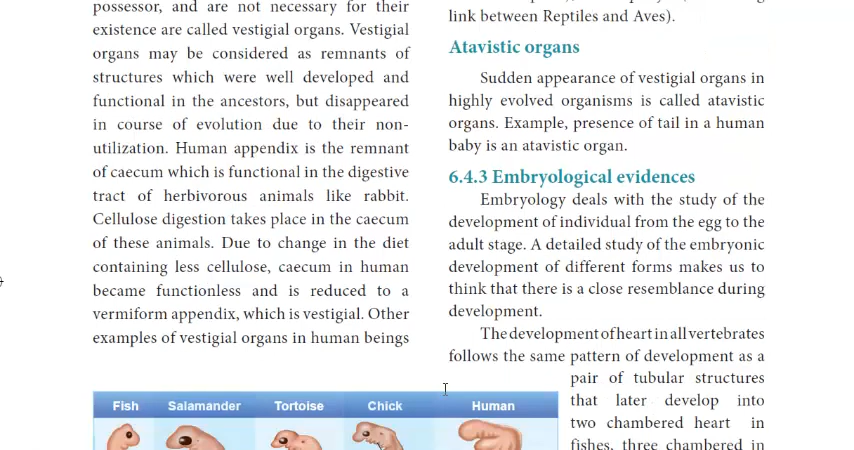 possessor, and are not necessary for their
existence are called vestigial organs. Vestigial
organs may be considered as remnants of
structures which were well developed and
functional in the ancestors, but disappeared
in course of evolution due to their non-
utilization. Human appendix is the remnant
of caecum which is functional in the digestive
tract of herbivorous animals like rabbit.
Cellulose digestion takes place in the caecum
of these animals. Due to change in the diet
containing less cellulose, caecum in human
became functionless and is reduced to a
vermiform appendix, which is vestigial. Other
examples of vestigial organs in human beings
link between Reptiles and Aves).
Atavistic organs
Sudden appearance of vestigial organs in
highly evolved organisms is called atavistic
organs. Example, presence of tail in a human
baby is an atavistic organ.
6.4.3 Embryological evidences
Embryology deals with the study of the
development of individual from the egg to the
adult stage. A detailed study of the embryonic
development of different forms makes us to
think that there is a close resemblance during
development.
The development of heart in all vertebrates
follows the same pattern of development as a
pair of tubular structures
that later develop into
two chambered heart in
fishes, three chambered in
Fish Salamander Tortoise Chick Human